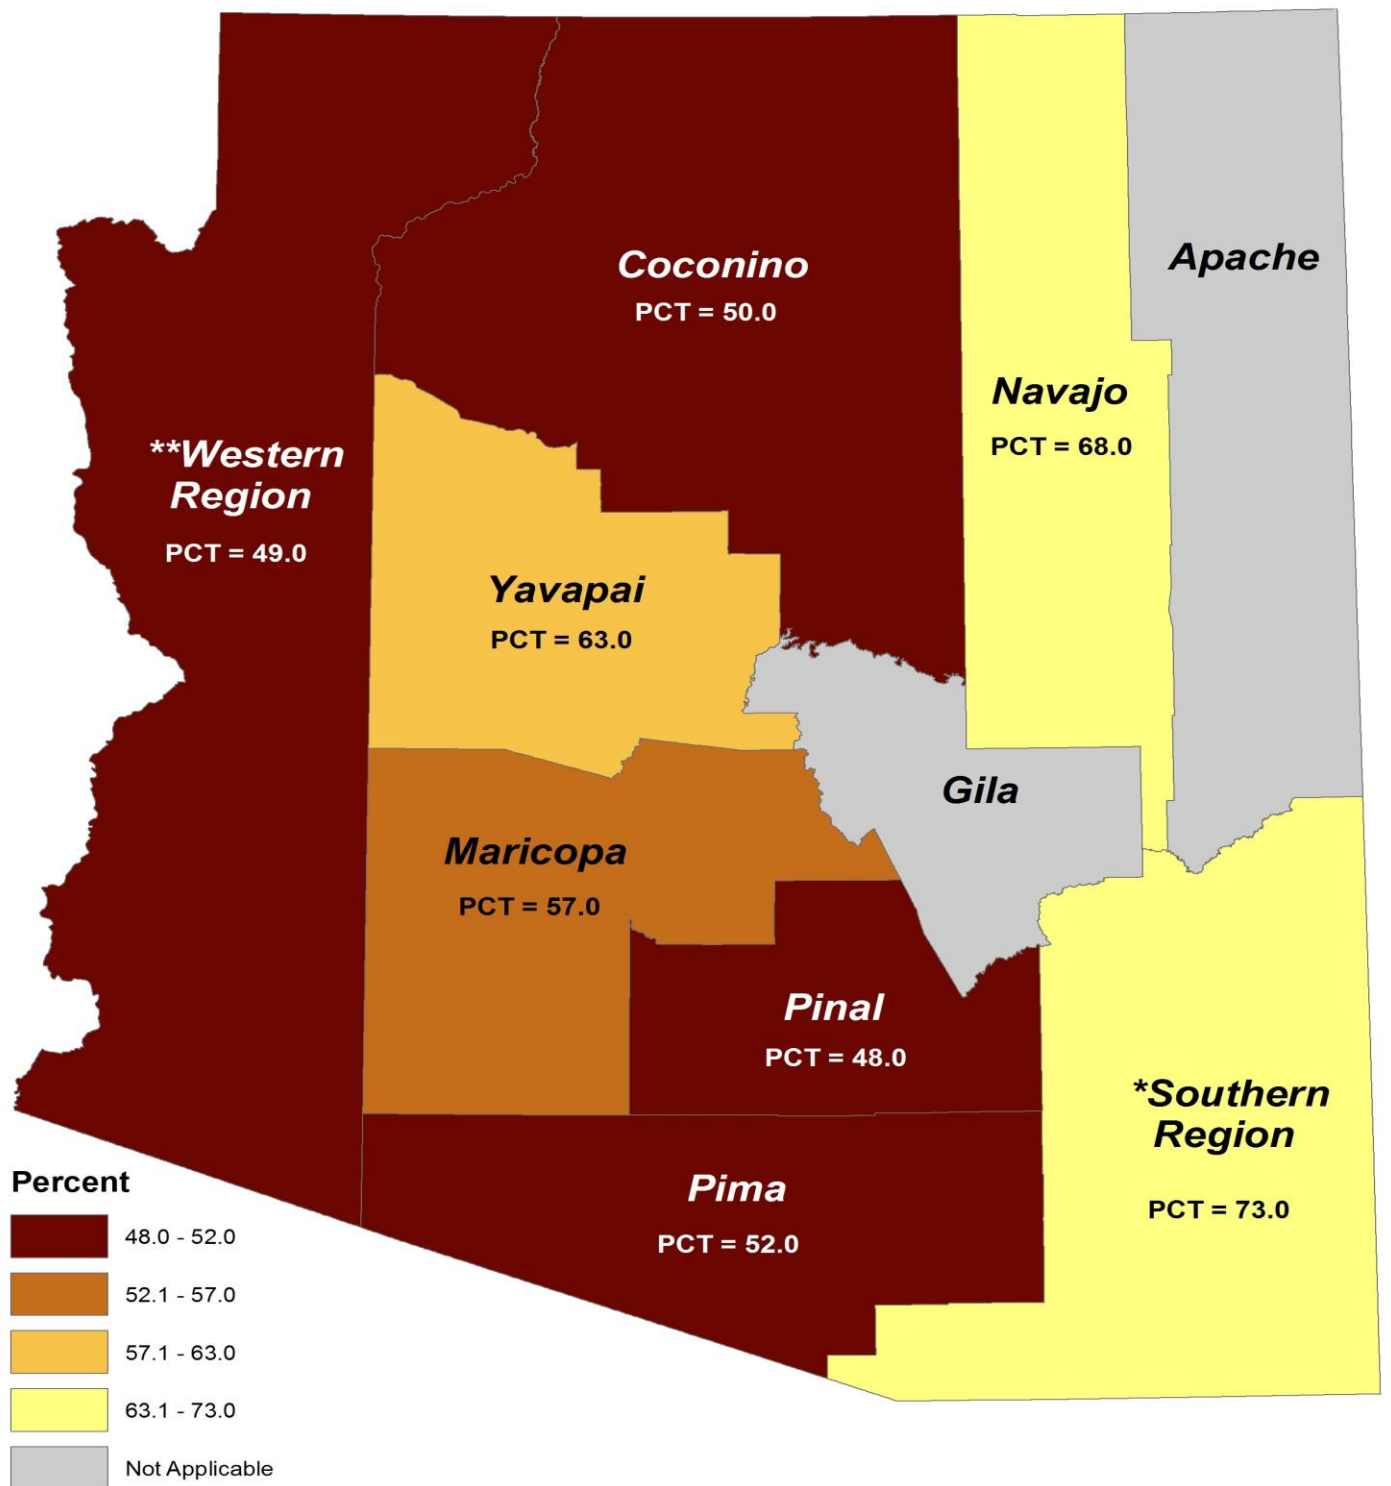 Coconino
PCT = 50.0
Apache
Navajo
PCT = 68.0
**Western
Region
PCT = 49.0
Yavapai
PCT = 63.0
Gila
Maricopa
PCT = 57.0
Pinal
PCT = 48.0
*Southern
Region
PCT = 73.0
Pima
PCT = 52.0
Percent
48.0 - 52.0
52.1 - 57.0
57.1 - 63.0
63.1 - 73.0
Not Applicable